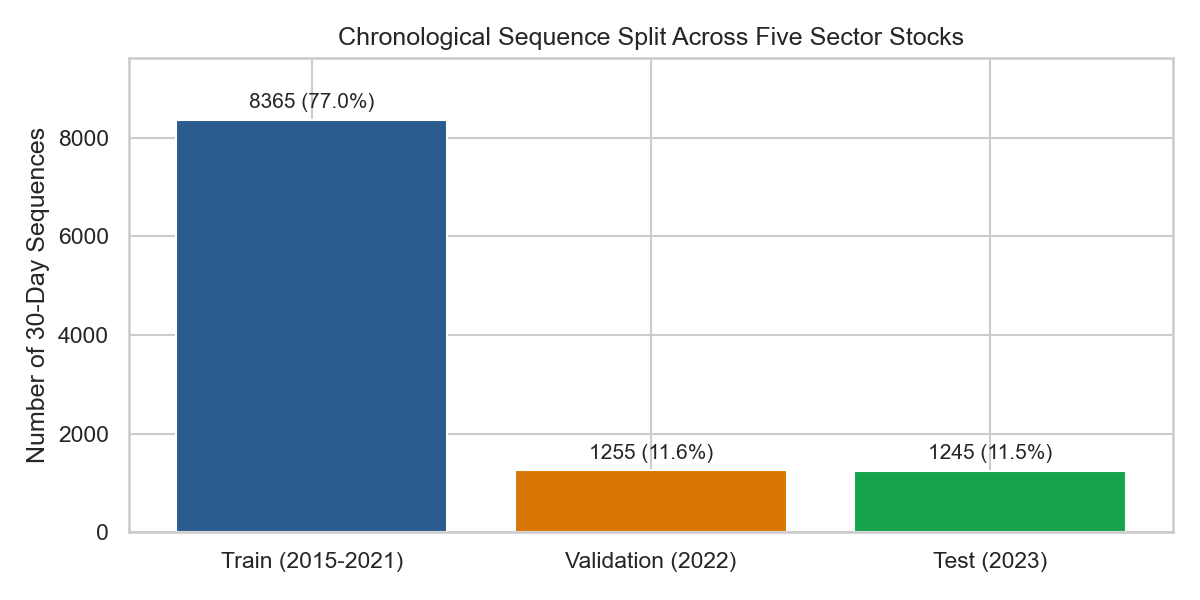 Chronological Sequence Split Across Five Sector Stocks
Number of 30-Day Sequences
8000
6000
4000
2000
0
8365 (77.0%)
1255 (11.6%)
1245 (11.5%)
Train (2015-2021)
Validation (2022)
Test (2023)